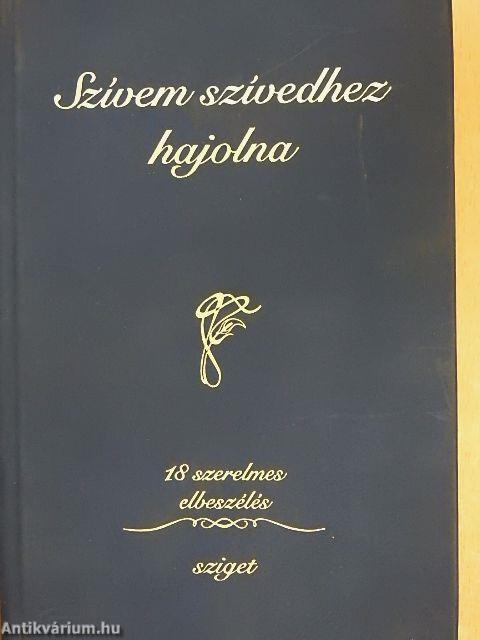 Szívem szívedhez
hajolna
18 szerelmes
elbeszélés
sziget
Antikvárium.hu